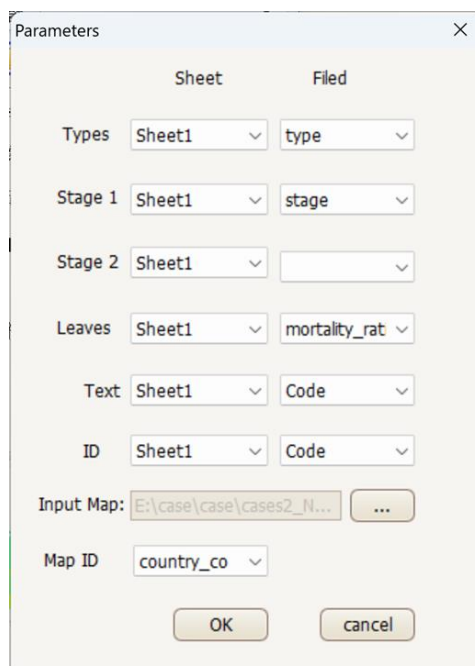 Parameters
Sheet Filed
Types Sheet1 type
Stage 1 Sheet1 stage
Stage 2 Sheet1
Leaves Sheet1 mortality_rati
Text Sheet1 Code
ID Sheet1 Code
Input Map: E:\case\case\cases2_N... ...
Map ID country_co
OK cancel